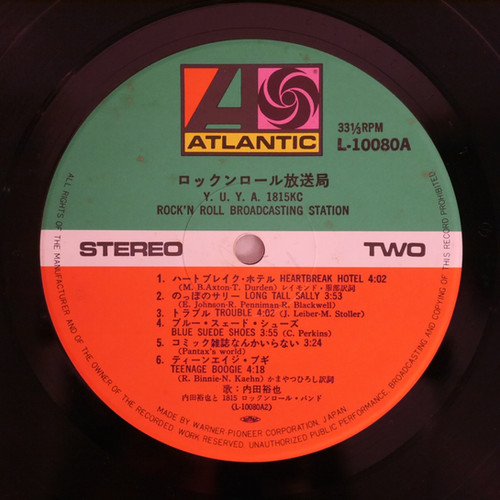 ATLANTIC
33⅓RPM
L-10080A
ロックンロール放送局
Y. U. Y. A. 1815KC
ROCK'N ROLL BROADCASTING STATION
STEREO
TWO
1. ハートブレイク・ホテル HEARTBREAK HOTEL 4:02
(M. B.Axton-T. Durden) レイモンド・服部訳詞
2. のっぽのサリー LONG TALL SALLY 3:53
(E. Johnson-R. Penniman-R. Blackwell)
3. トラブル TROUBLE 4:02 (J. Leiber-M. Stoller)
4. ブルー・スェード・シューズ
BLUE SUEDE SHOES 3:55 (C. Perkins)
5. コミック雑誌なんかいらない 3:24
(Pantax's world)
6. ティーンエイジ・ブギ
TEENAGE BOOGIE 4:18
(R. Binnie-N. Kaehn) かまやつひろし訳詞
歌：内田裕也
内田裕也と 1815 ロックンロール・バンド
(L-10080A2)
MADE BY WARNER-PIONEER CORPORATION, JAPAN.
ALL RIGHTS OF THE MANUFACTURER AND OF THE OWNER OF THE RECORDED WORK RESERVED. UNAUTHORIZED PUBLIC PERFORMANCE, BROADCASTING AND COPYING OF THIS RECORD PROHIBITED.